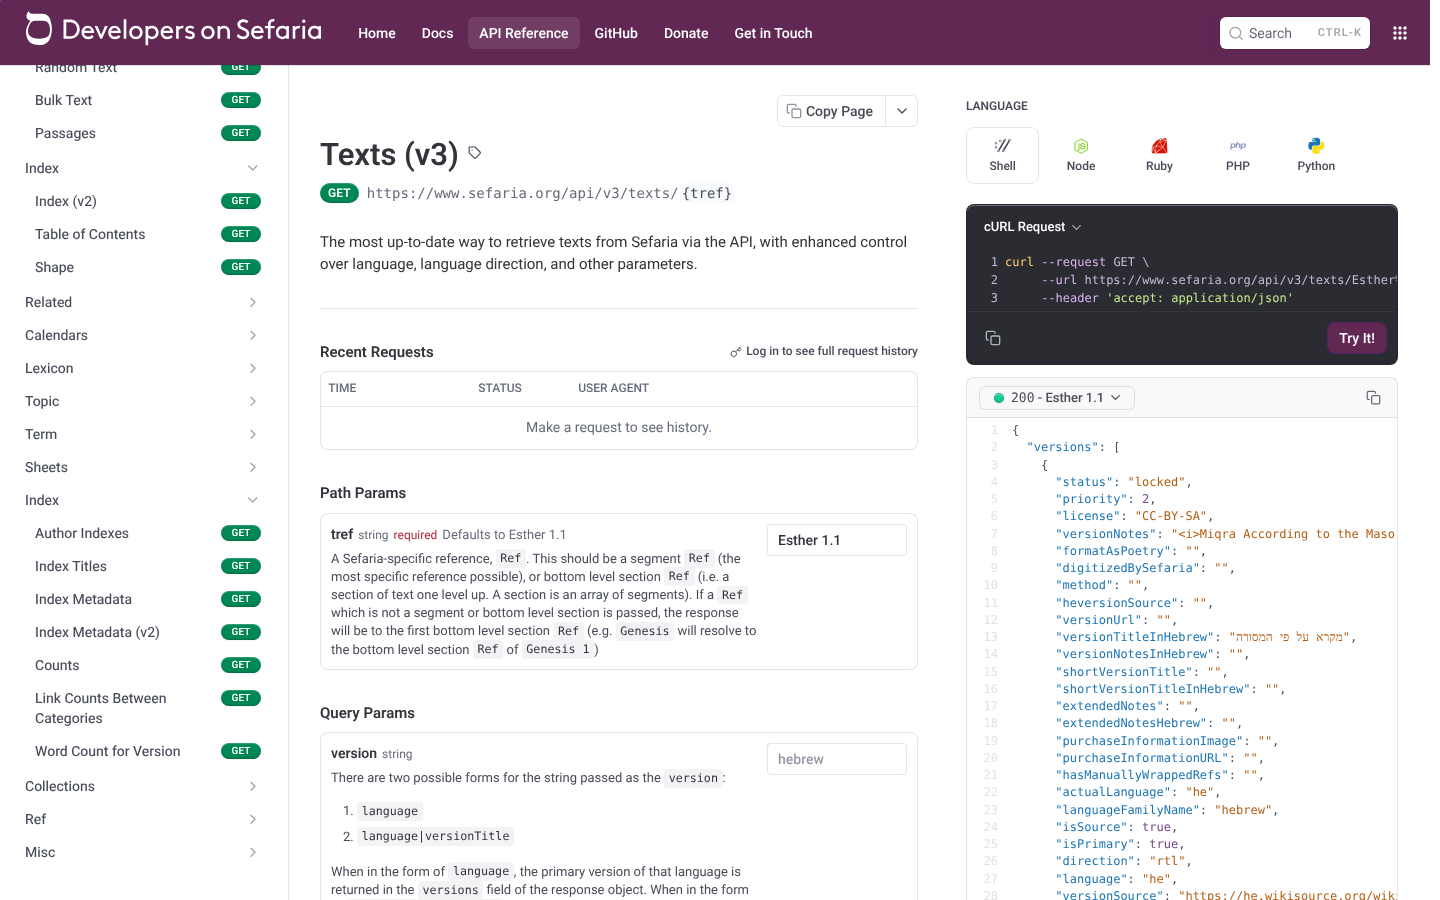 Developers on Sefaria
Home
Docs
API Reference
GitHub
Donate
Get in Touch
Search
CTRL-K
Random Text
GET
Bulk Text
GET
Passages
GET
Index
Index (v2)
GET
Table of Contents
GET
Shape
GET
Related
Calendars
Lexicon
Topic
Term
Sheets
Index
Author Indexes
GET
Index Titles
GET
Index Metadata
GET
Index Metadata (v2)
GET
Counts
GET
Link Counts Between
Categories
GET
Word Count for Version
GET
Collections
Ref
Misc
Copy Page
Texts (v3)
GET https://www.sefaria.org/api/v3/texts/{tref}
The most up-to-date way to retrieve texts from Sefaria via the API, with enhanced control
over language, language direction, and other parameters.
Recent Requests
Log in to see full request history
TIME STATUS USER AGENT
Make a request to see history.
Path Params
tref string required Defaults to Esther 1.1
Esther 1.1
A Sefaria-specific reference, Ref. This should be a segment Ref (the
most specific reference possible), or bottom level section Ref (i.e. a
section of text one level up. A section is an array of segments). If a Ref
which is not a segment or bottom level section is passed, the response
will be to the first bottom level section Ref (e.g. Genesis will resolve to
the bottom level section Ref of Genesis 1)
Query Params
version string
hebrew
There are two possible forms for the string passed as the version:
1. language
2. language|versionTitle
When in the form of language, the primary version of that language is
returned in the versions field of the response object. When in the form
LANGUAGE
Shell
Node
php
Ruby
PHP
Python
cURL Request
1 curl --request GET \
2 --url https://www.sefaria.org/api/v3/texts/Esther
3 --header 'accept: application/json'
Try It!
200 - Esther 1.1
1 {
2 "versions": [
3 {
4 "status": "locked",
5 "priority": 2,
6 "license": "CC-BY-SA",
7 "versionNotes": "<i>Miqra According to the Maso
8 "formatAsPoetry": "",
9 "digitizedBySefaria": "",
10 "method": "",
11 "heversionSource": "",
12 "versionUrl": "",
13 "versionTitleInHebrew": "מקרא על פי המסורה",
14 "versionNotesInHebrew": "",
15 "shortVersionTitle": "",
16 "shortVersionTitleInHebrew": "",
17 "extendedNotes": "",
18 "extendedNotesHebrew": "",
19 "purchaseInformationImage": "",
20 "purchaseInformationURL": "",
21 "hasManuallyWrappedRefs": "",
22 "actualLanguage": "he",
23 "languageFamilyName": "hebrew",
24 "isSource": true,
25 "isPrimary": true,
26 "direction": "rtl",
27 "language": "he",
28 "versionSource": "https://he.wikisource.org/wiki